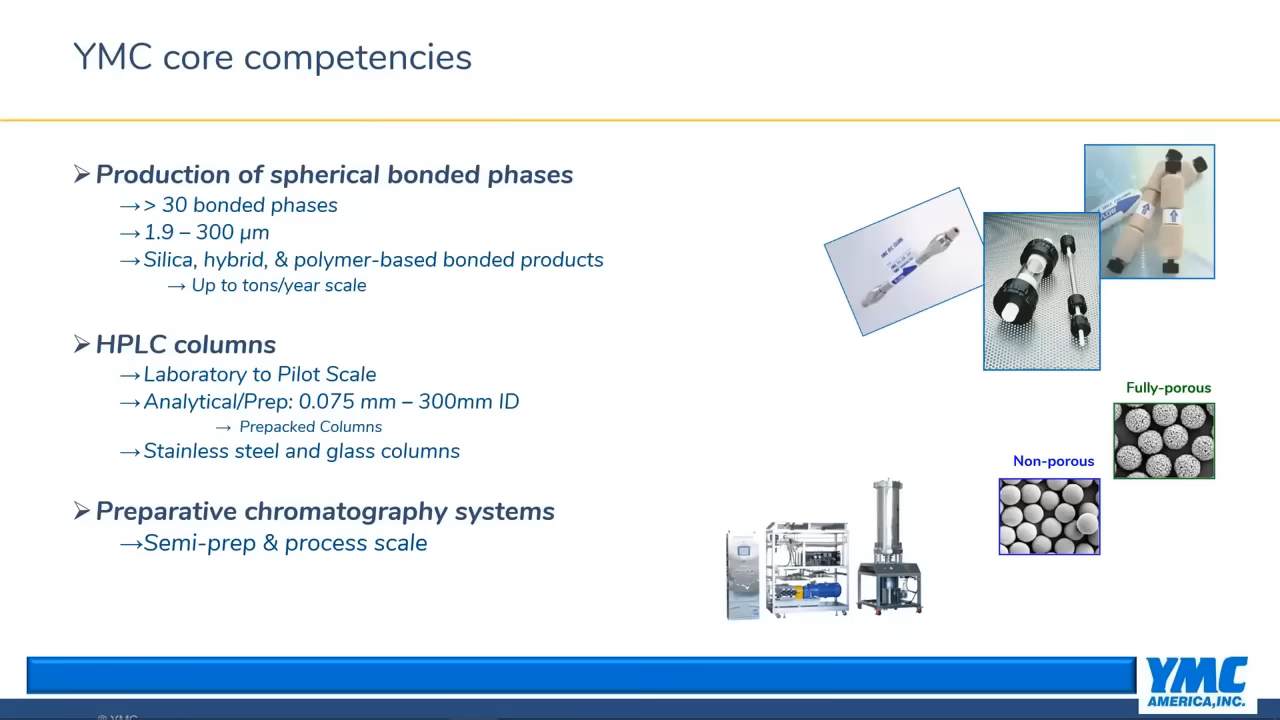 YMC core competencies
➢ Production of spherical bonded phases
→ > 30 bonded phases
→ 1.9 – 300 µm
→ Silica, hybrid, & polymer-based bonded products
→ Up to tons/year scale
➢ HPLC columns
→ Laboratory to Pilot Scale
→ Analytical/Prep: 0.075 mm – 300mm ID
→ Prepacked Columns
→ Stainless steel and glass columns
➢ Preparative chromatography systems
→ Semi-prep & process scale
FLOW
Fully-porous
Non-porous
YMC
AMERICA,INC.
© YMC